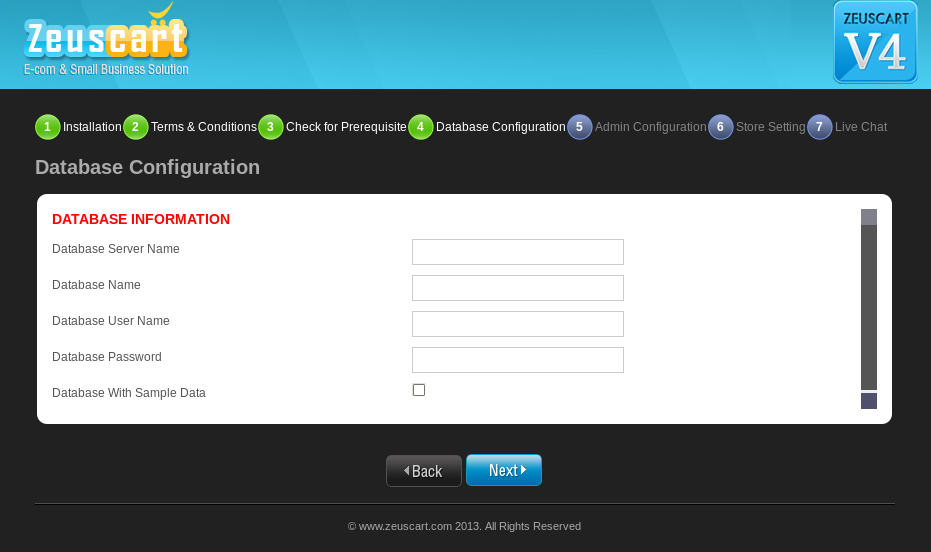 Zeuscart
E-com & Small Business Solution
ZEUSCART
V4
1 Installation 2 Terms & Conditions 3 Check for Prerequisite 4 Database Configuration 5 Admin Configuration 6 Store Setting 7 Live Chat
Database Configuration
DATABASE INFORMATION
Database Server Name
Database Name
Database User Name
Database Password
Database With Sample Data
Back Next
© www.zeuscart.com 2013. All Rights Reserved